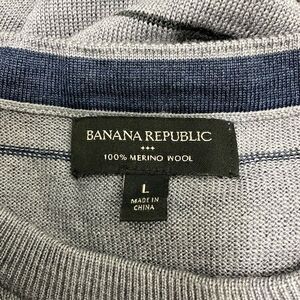 BANANA REPUBLIC
100% MERINO WOOL
L
MADE IN
CHINA